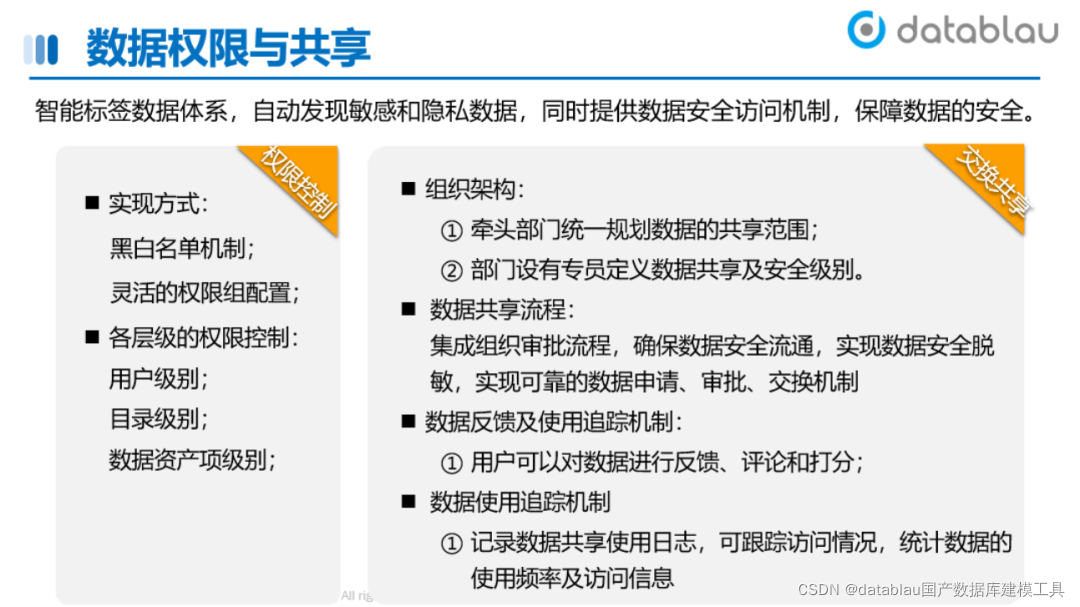 数据权限与共享
datablau
智能标签数据体系，自动发现敏感和隐私数据，同时提供数据安全访问机制，保障数据的安全。
权限控制
■ 实现方式：
黑白名单机制；
灵活的权限组配置；
■ 各层级的权限控制：
用户级别；
目录级别；
数据资产项级别；
交换共享
■ 组织架构：
① 牵头部门统一规划数据的共享范围；
② 部门设有专员定义数据共享及安全级别。
■ 数据共享流程：
集成组织审批流程，确保数据安全流通，实现数据安全脱
敏，实现可靠的数据申请、审批、交换机制
■ 数据反馈及使用追踪机制：
① 用户可以对数据进行反馈、评论和打分；
■ 数据使用追踪机制
① 记录数据共享使用日志，可跟踪访问情况，统计数据的
使用频率及访问信息
All rig
CSDN @datablau国产数据库建模工具